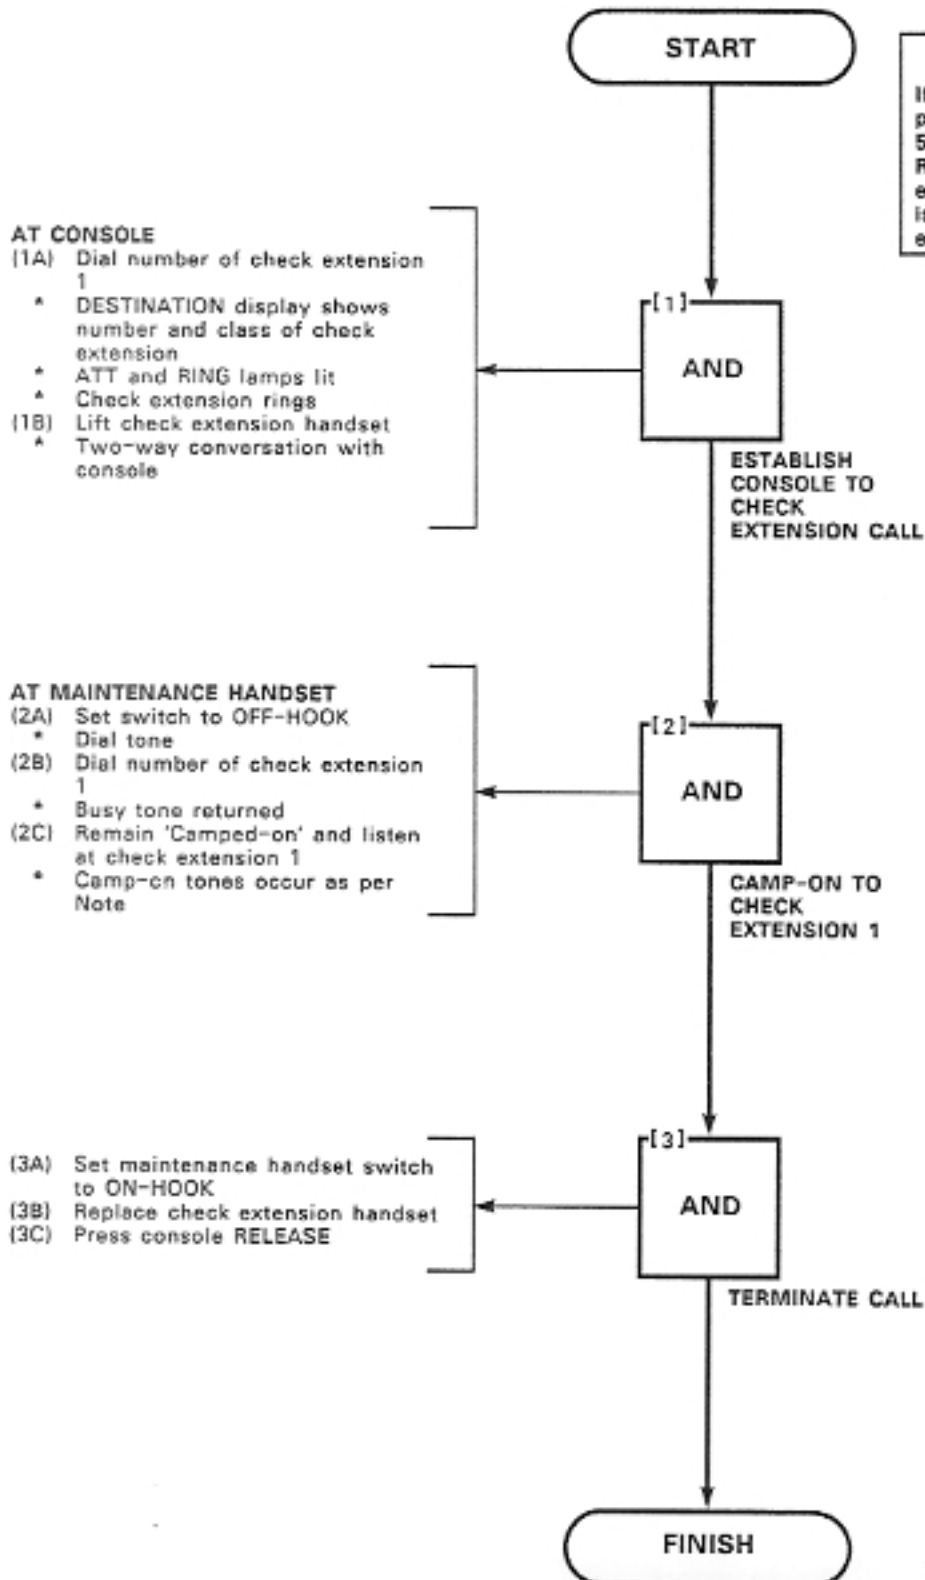 START
AT CONSOLE
(1A) Dial number of check extension
1
* DESTINATION display shows
number and class of check
extension
* ATT and RING lamps lit
* Check extension rings
(1B) Lift check extension handset
* Two-way conversation with
console
[1]
AND
ESTABLISH
CONSOLE TO
CHECK
EXTENSION CALL
AT MAINTENANCE HANDSET
(2A) Set switch to OFF-HOOK
* Dial tone
(2B) Dial number of check extension
1
* Busy tone returned
(2C) Remain 'Camped-on' and listen
at check extension 1
* Camp-on tones occur as per
Note
[2]
AND
CAMP-ON TO
CHECK
EXTENSION 1
(3A) Set maintenance handset switch
to ON-HOOK
(3B) Replace check extension handset
(3C) Press console RELEASE
[3]
AND
TERMINATE CALL
FINISH